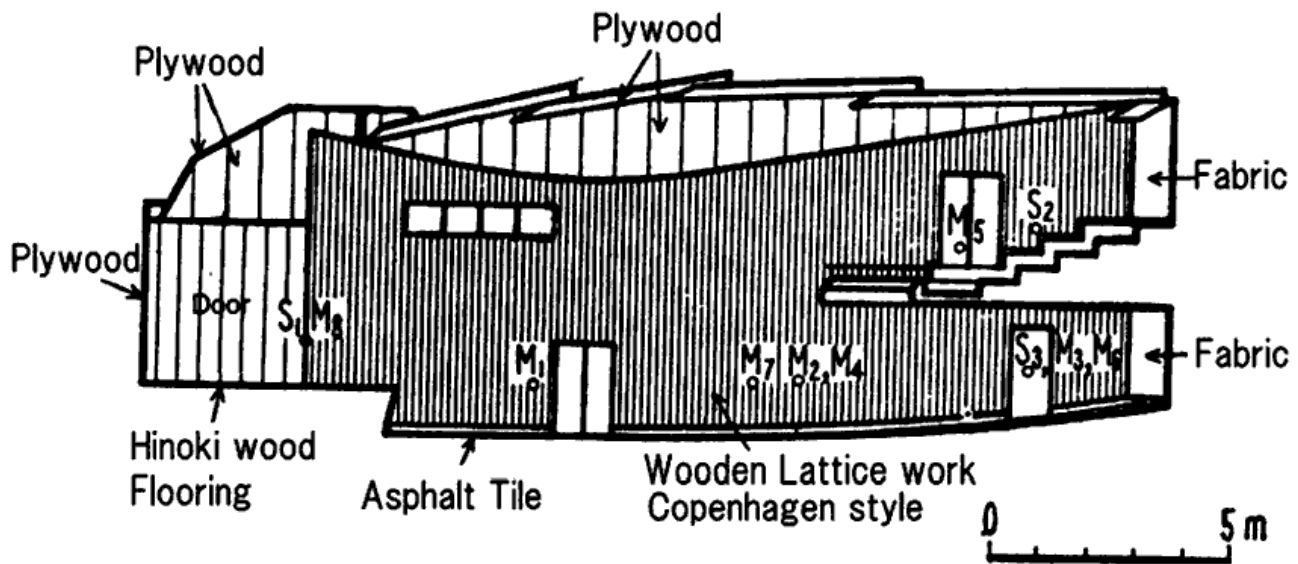 Plywood
Plywood
Fabric
M5
S2
Plywood
Door
S1, M8
M1
M7 M2, M4
S3, M3, M6
Fabric
Hinoki wood
Flooring
Asphalt Tile
Wooden Lattice work
Copenhagen style
0 5 m